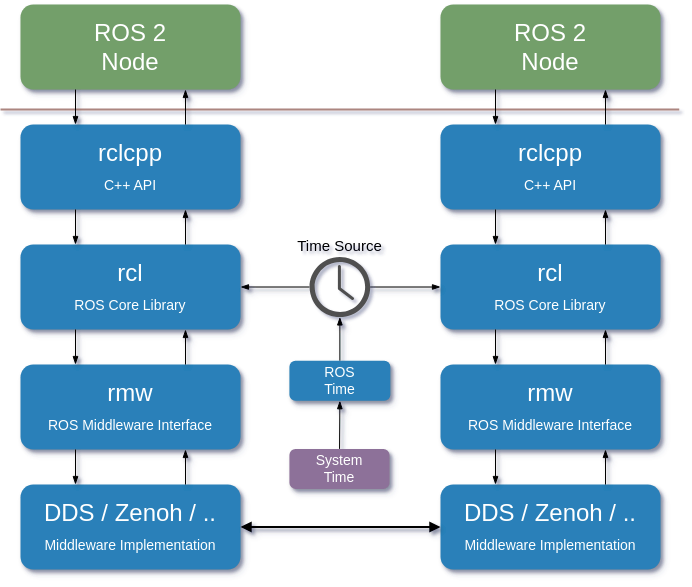 ROS 2
Node
rclcpp
C++ API
rcl
ROS Core Library
rmw
ROS Middleware Interface
DDS / Zenoh / ..
Middleware Implementation
Time Source
ROS
Time
System
Time
ROS 2
Node
rclcpp
C++ API
rcl
ROS Core Library
rmw
ROS Middleware Interface
DDS / Zenoh / ..
Middleware Implementation